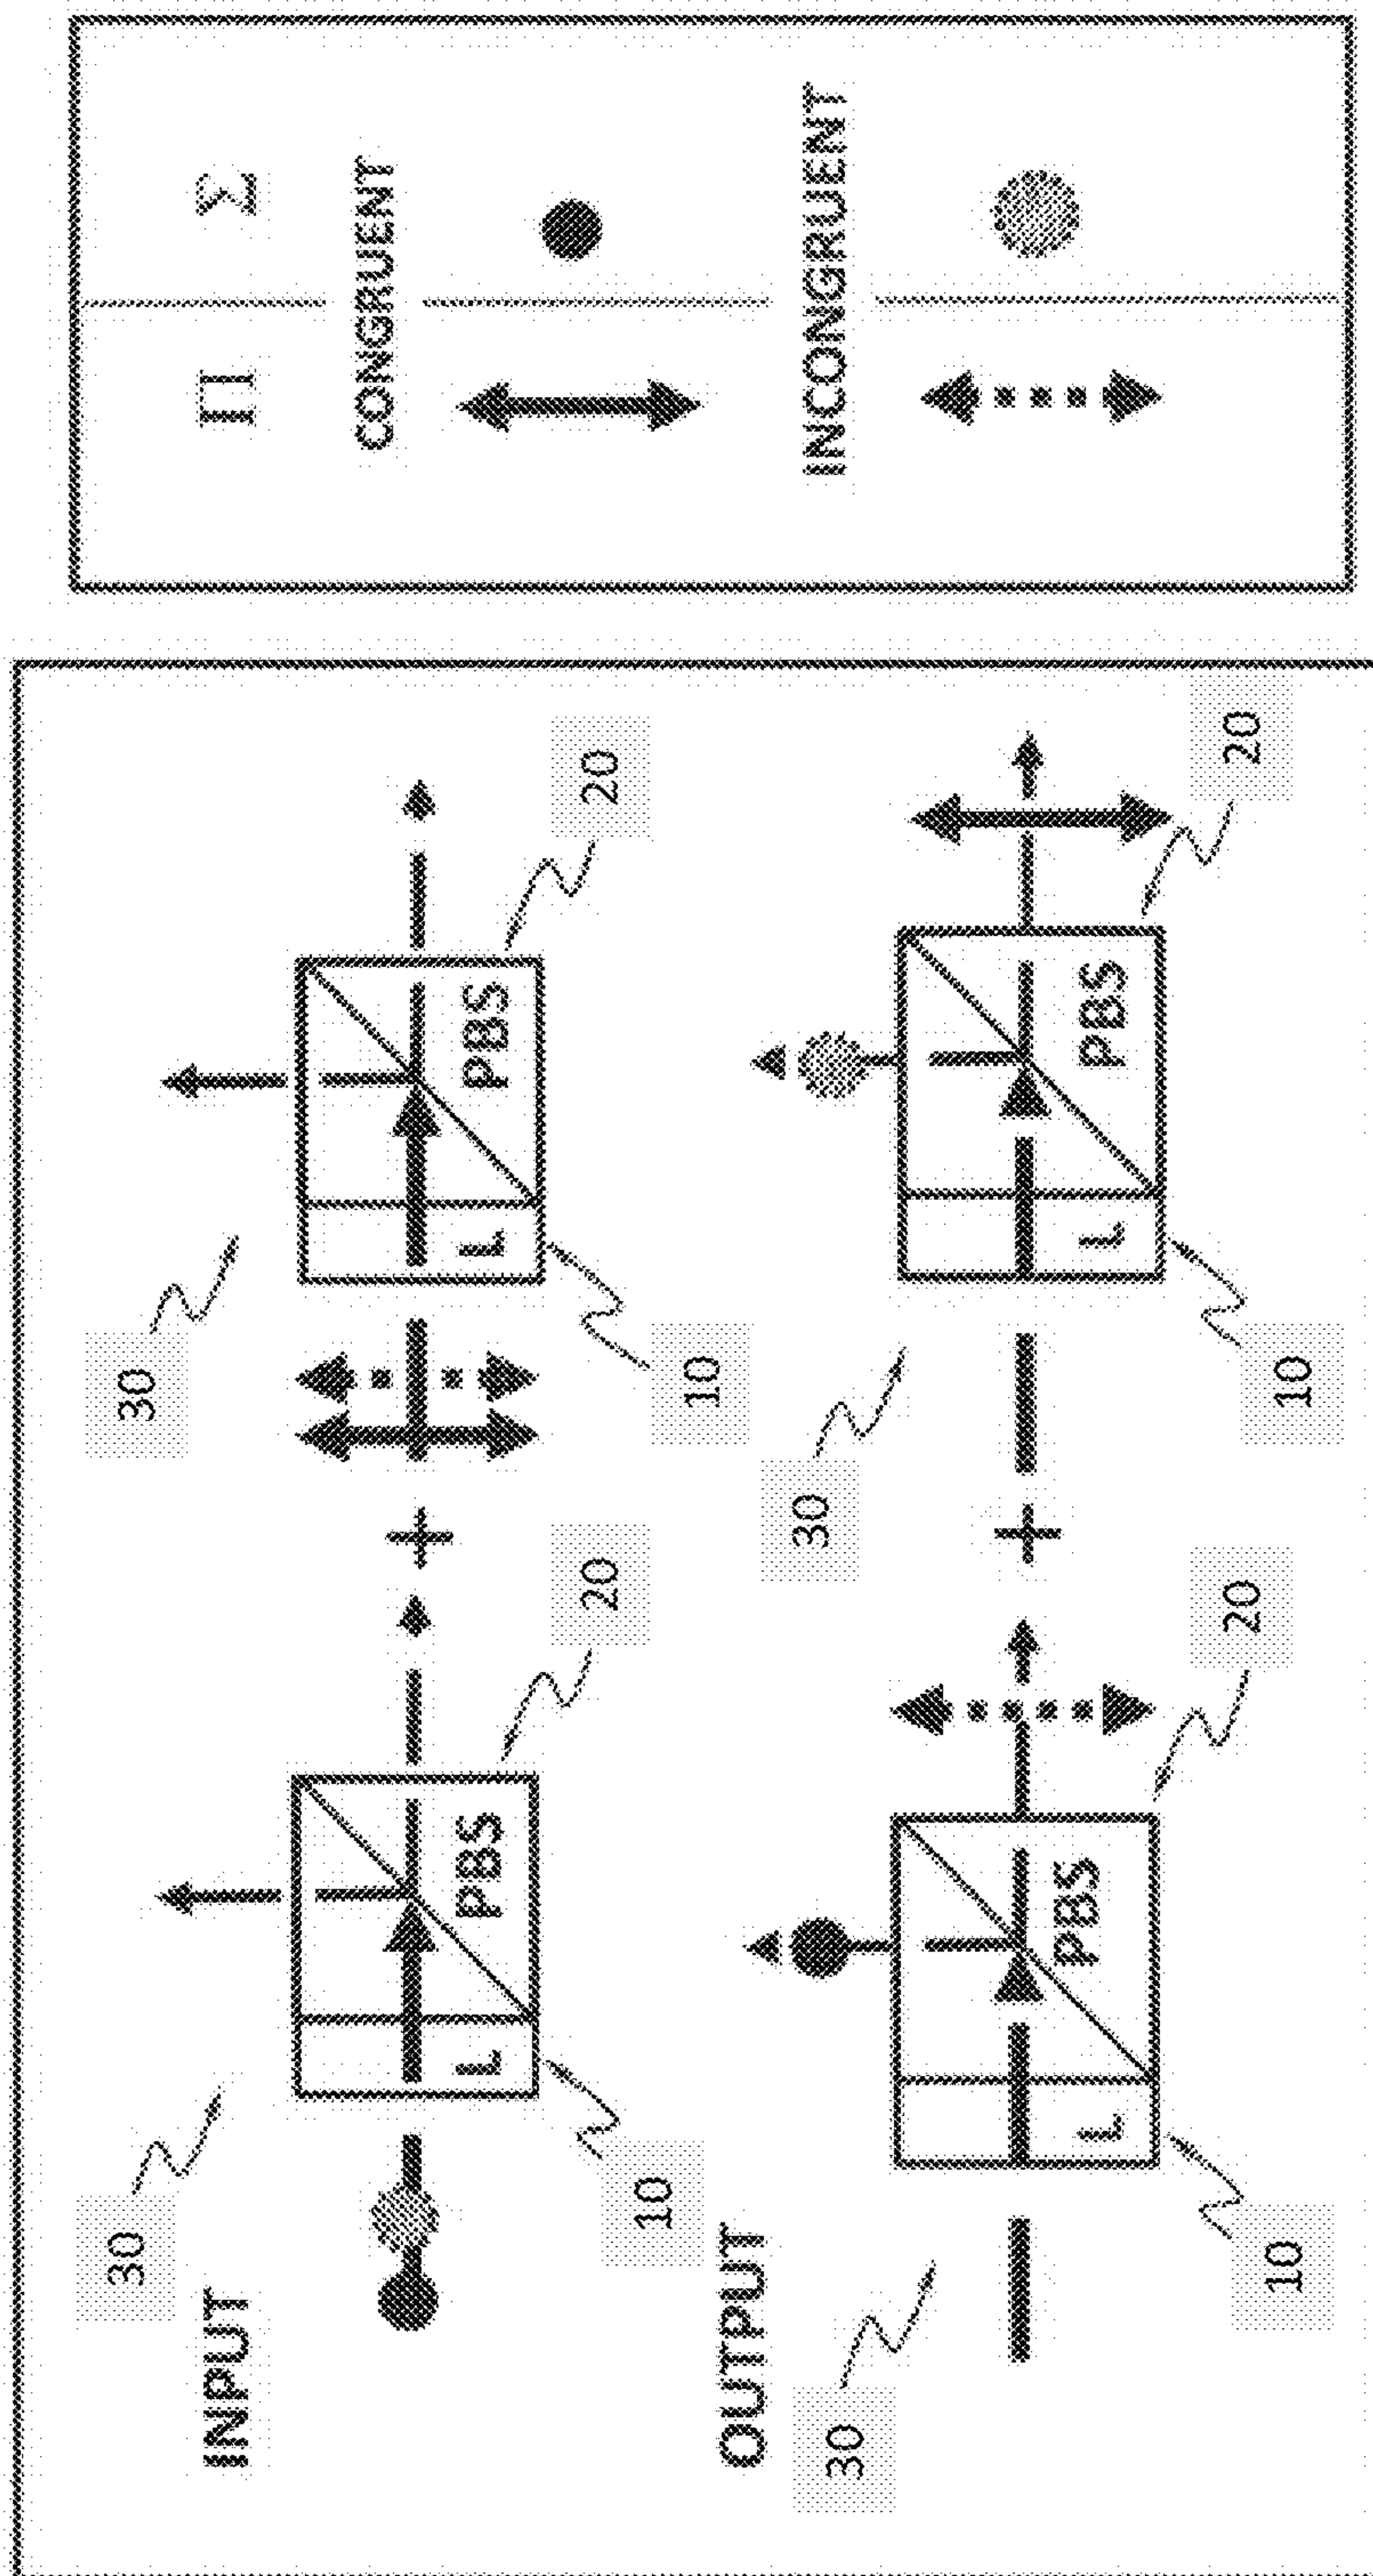 30 30
INPUT
+
L PBS L PBS
20 20
10 10
OUTPUT
30 30
+
L PBS L PBS
20 20
10 10
Π Σ
CONGRUENT
INCONGRUENT